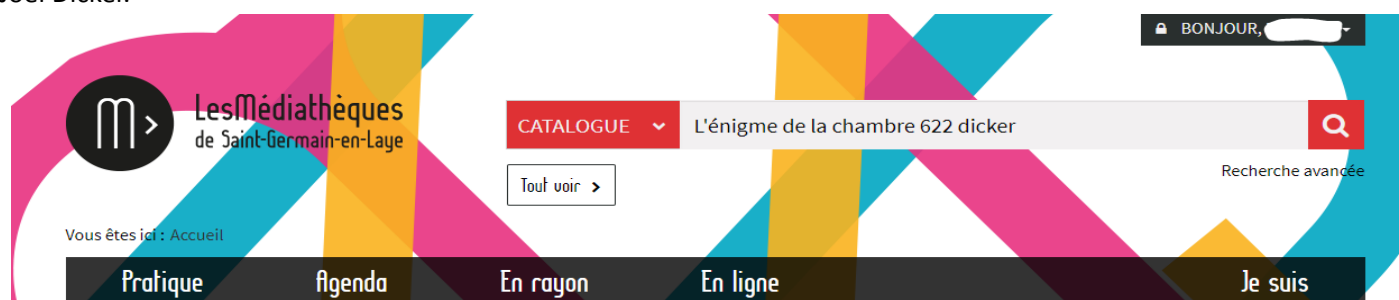 BONJOUR,
LesMédiathèques
de Saint-Germain-en-Laye
CATALOGUE L'énigme de la chambre 622 dicker
Tout voir >
Recherche avancée
Vous êtes ici : Accueil
Pratique Agenda En rayon En ligne Je suis